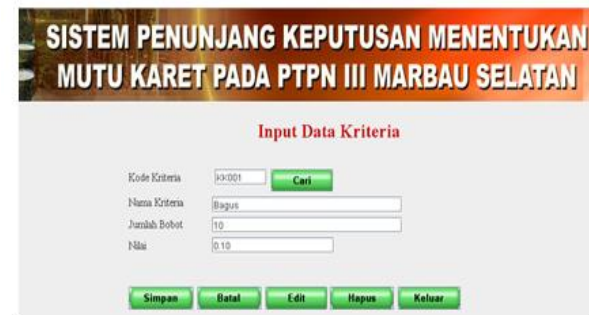 SISTEM PENUNJANG KEPUTUSAN MENENTUKAN
MUTU KARET PADA PTPN III MARBAU SELATAN
Input Data Kriteria
Kode Kriteria kK001 Cari
Nama Kriteria Bagus
Jumlah Bobot 10
Nilai 0.10
Simpan Batal Edit Hapus Keluar